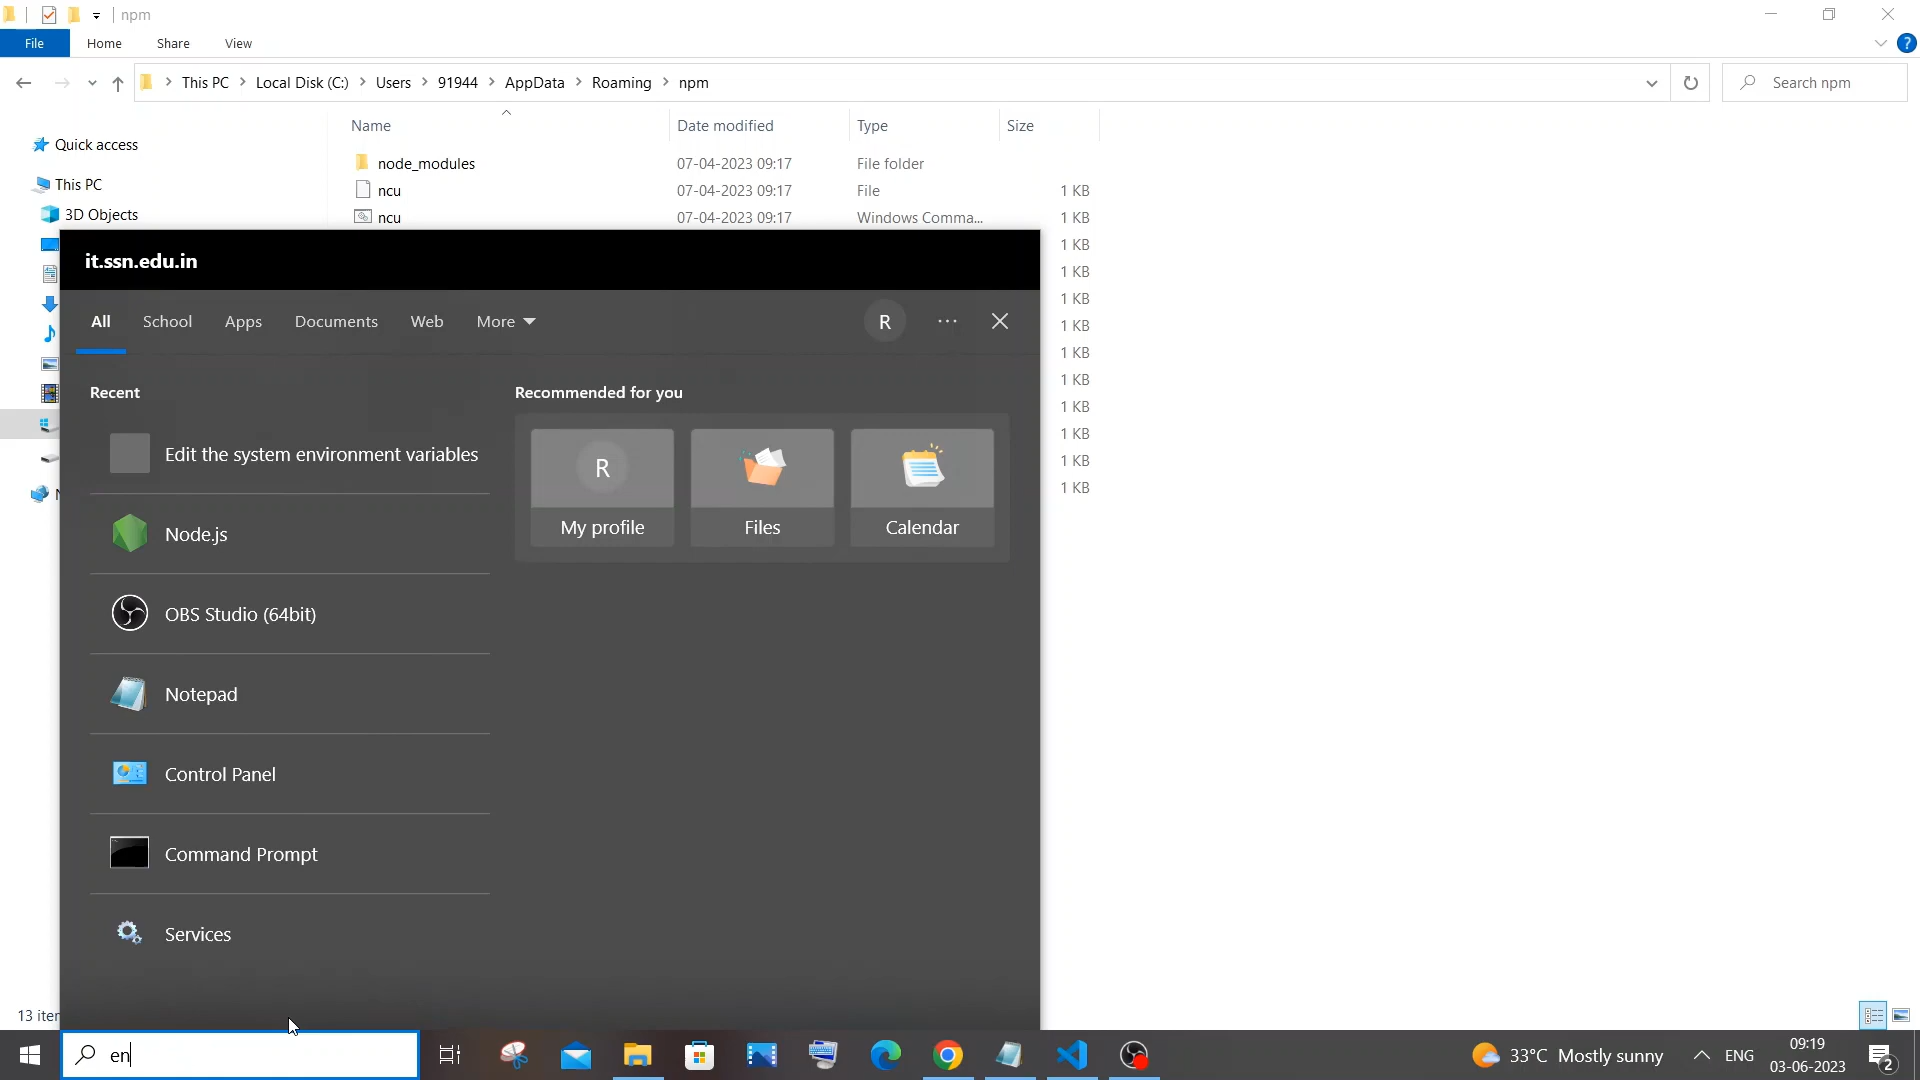 npm
File Home Share View
This PC Local Disk (C:) Users 91944 AppData Roaming npm Search npm
Name Date modified Type Size
Quick access
This PC
3D Objects
node_modules 07-04-2023 09:17 File folder
ncu 07-04-2023 09:17 File 1 KB
ncu 07-04-2023 09:17 Windows Comma... 1 KB
1 KB
1 KB
1 KB
1 KB
1 KB
1 KB
1 KB
1 KB
1 KB
1 KB
it.ssn.edu.in
All School Apps Documents Web More R
Recent
Recommended for you
Edit the system environment variables
Node.js
OBS Studio (64bit)
Notepad
Control Panel
Command Prompt
Services
R
My profile Files Calendar
13 iter
en
33°C Mostly sunny ENG 09:19
03-06-2023
2